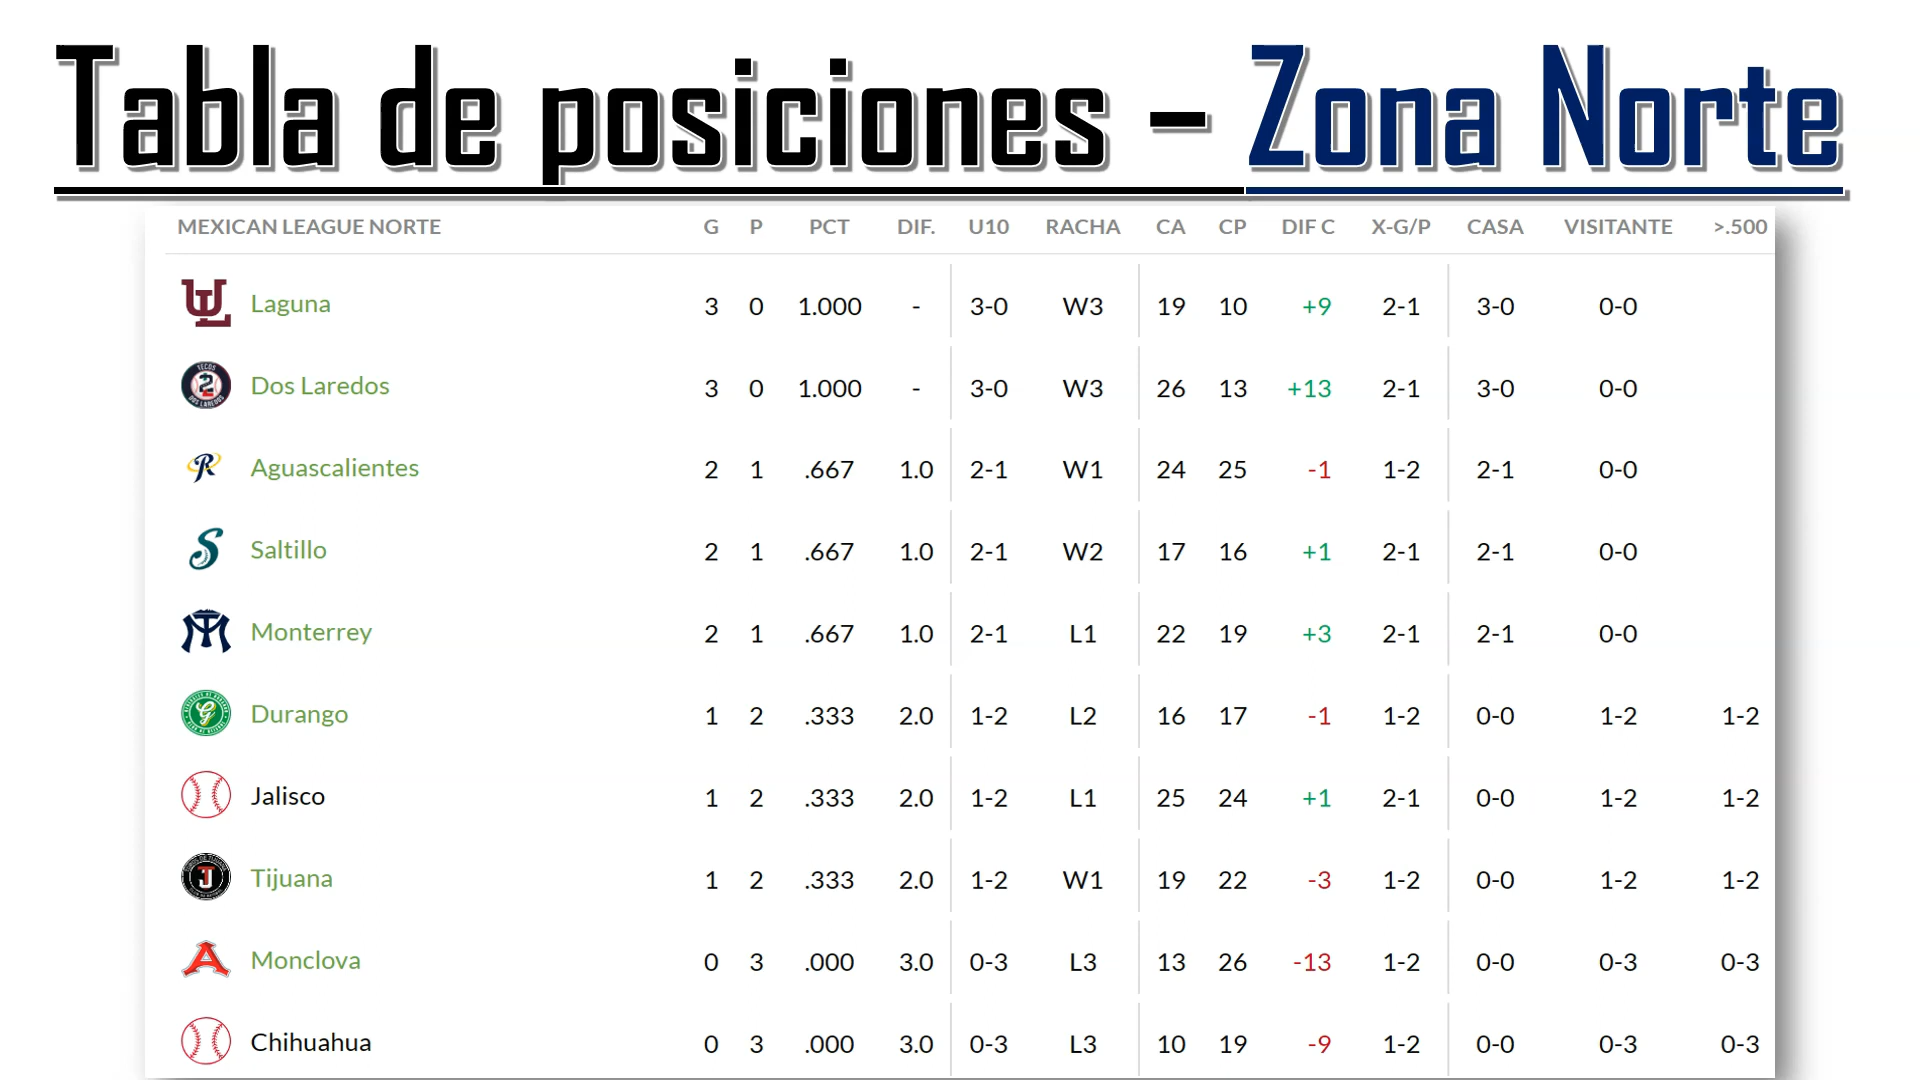 Tabla de posiciones – Zona Norte
MEXICAN LEAGUE NORTE G P PCT DIF. U10 RACHA CA CP DIF C X-G/P CASA VISITANTE >.500
Laguna 3 0 1.000 - 3-0 W3 19 10 +9 2-1 3-0 0-0
Dos Laredos 3 0 1.000 - 3-0 W3 26 13 +13 2-1 3-0 0-0
Aguascalientes 2 1 .667 1.0 2-1 W1 24 25 -1 1-2 2-1 0-0
Saltillo 2 1 .667 1.0 2-1 W2 17 16 +1 2-1 2-1 0-0
Monterrey 2 1 .667 1.0 2-1 L1 22 19 +3 2-1 2-1 0-0
Durango 1 2 .333 2.0 1-2 L2 16 17 -1 1-2 0-0 1-2 1-2
Jalisco 1 2 .333 2.0 1-2 L1 25 24 +1 2-1 0-0 1-2 1-2
Tijuana 1 2 .333 2.0 1-2 W1 19 22 -3 1-2 0-0 1-2 1-2
Monclova 0 3 .000 3.0 0-3 L3 13 26 -13 1-2 0-0 0-3 0-3
Chihuahua 0 3 .000 3.0 0-3 L3 10 19 -9 1-2 0-0 0-3 0-3